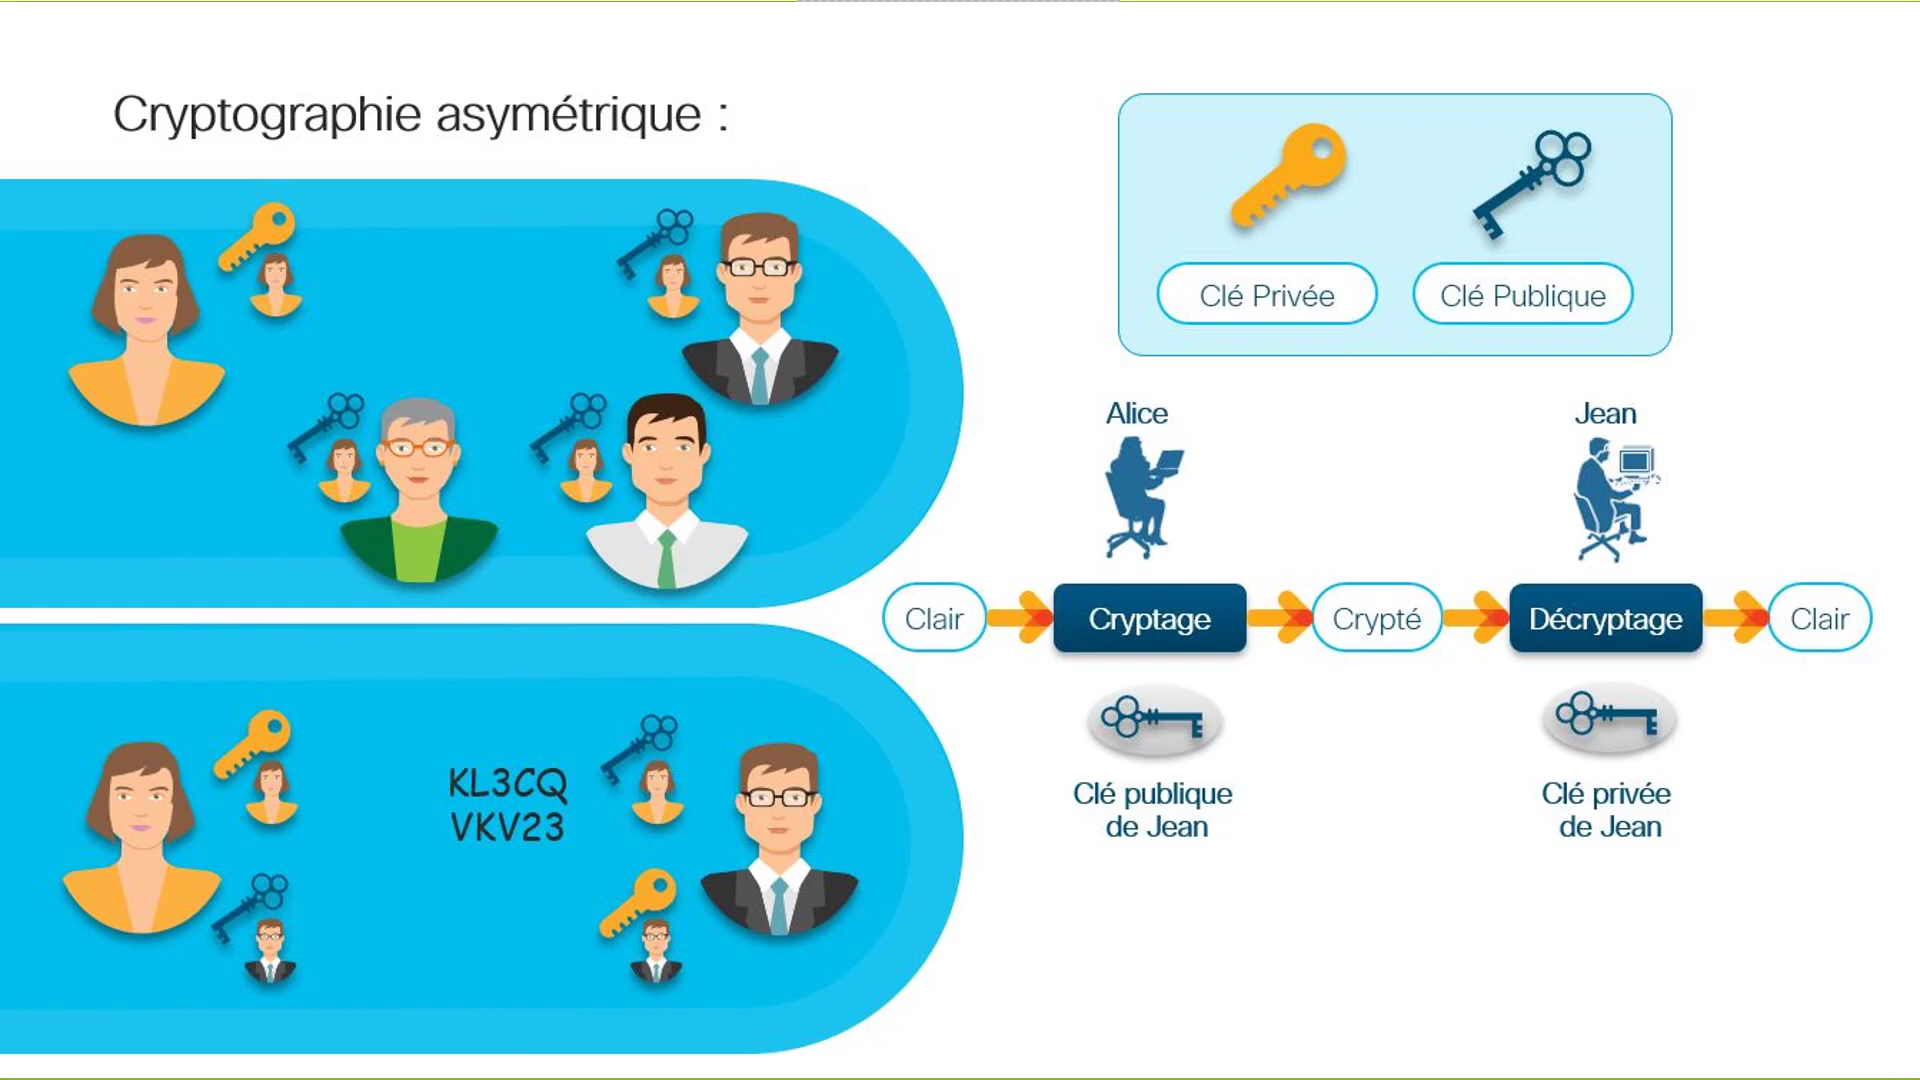 Cryptographie asymétrique :
Clé Privée
Clé Publique
Alice
Jean
Clair
Cryptage
Crypté
Décryptage
Clair
KL3CQ
VKV23
Clé publique
de Jean
Clé privée
de Jean